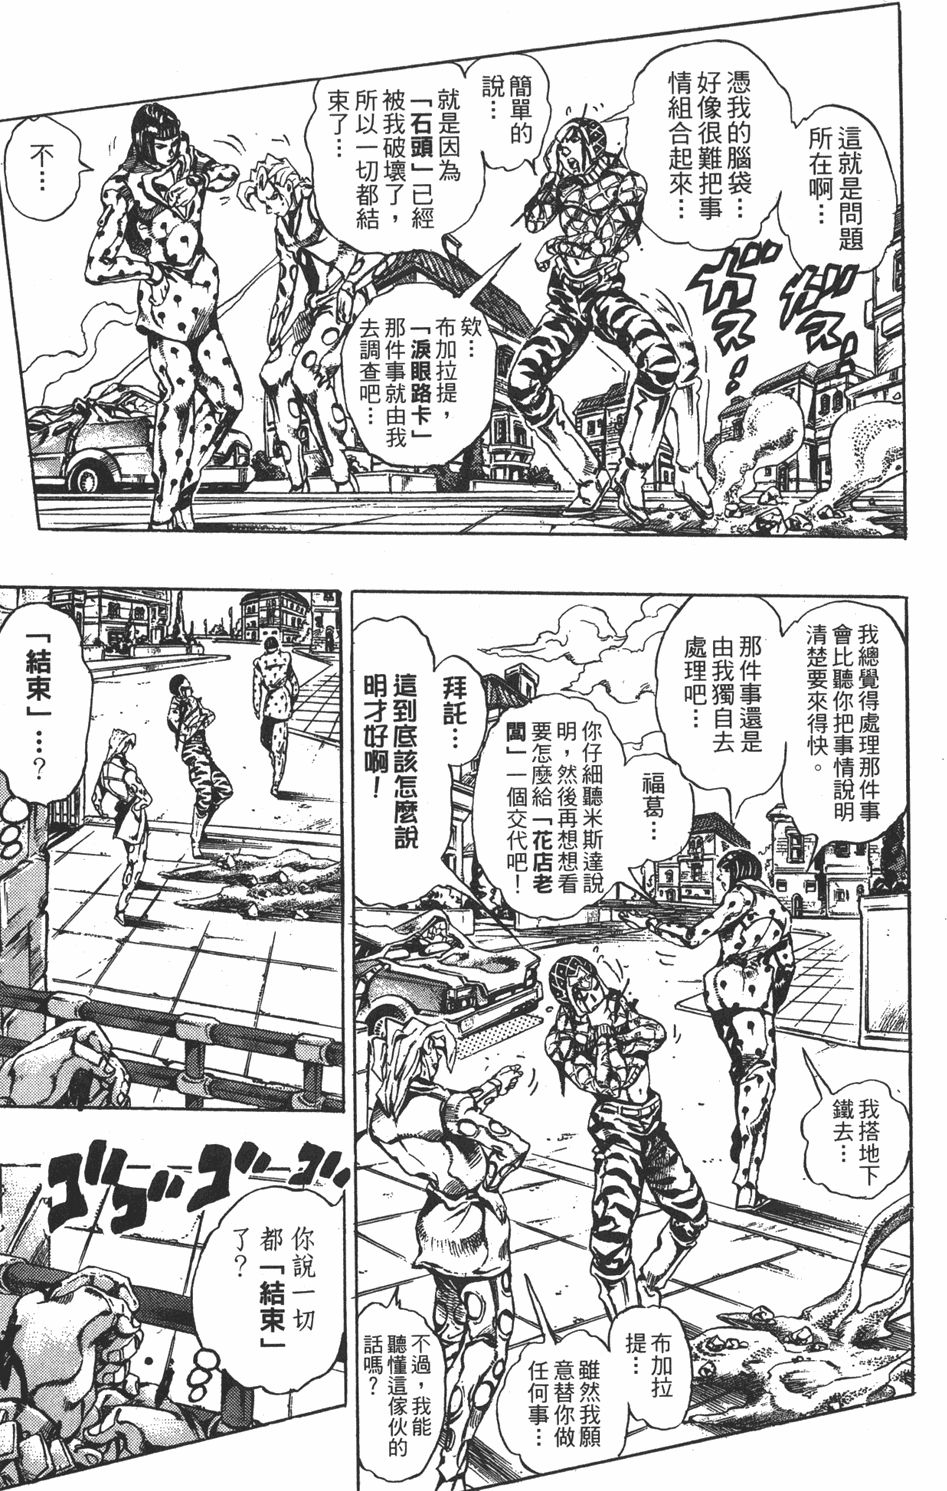 這就是問題
所在啊…
憑我的腦袋…
好像很難把事
情組合起來…
簡單的
說…
就是因為
「石頭」已經
被我破壞了，
所以一切都結
束了…
欸…
布加拉提，
「淚眼路卡」
那件事就由我
去調查吧…
不…
我總覺得處理那件事
會比聽你把事情說明
清楚要來得快。
那件事還是
由我獨自去
處理吧…
福葛…
你仔細聽米斯達說
明，然後再想想看
要怎麼給「花店老
闆」一個交代吧！
拜託…
這到底該怎麼說
明才好啊！
我搭地下
鐵去…
布加拉
提…
雖然我願
意替你做
任何事…
不過，我能
聽懂這傢伙的
話嗎？
「結束」…？
你說一切
都「結束」
了？
ゴゴゴゴゴ